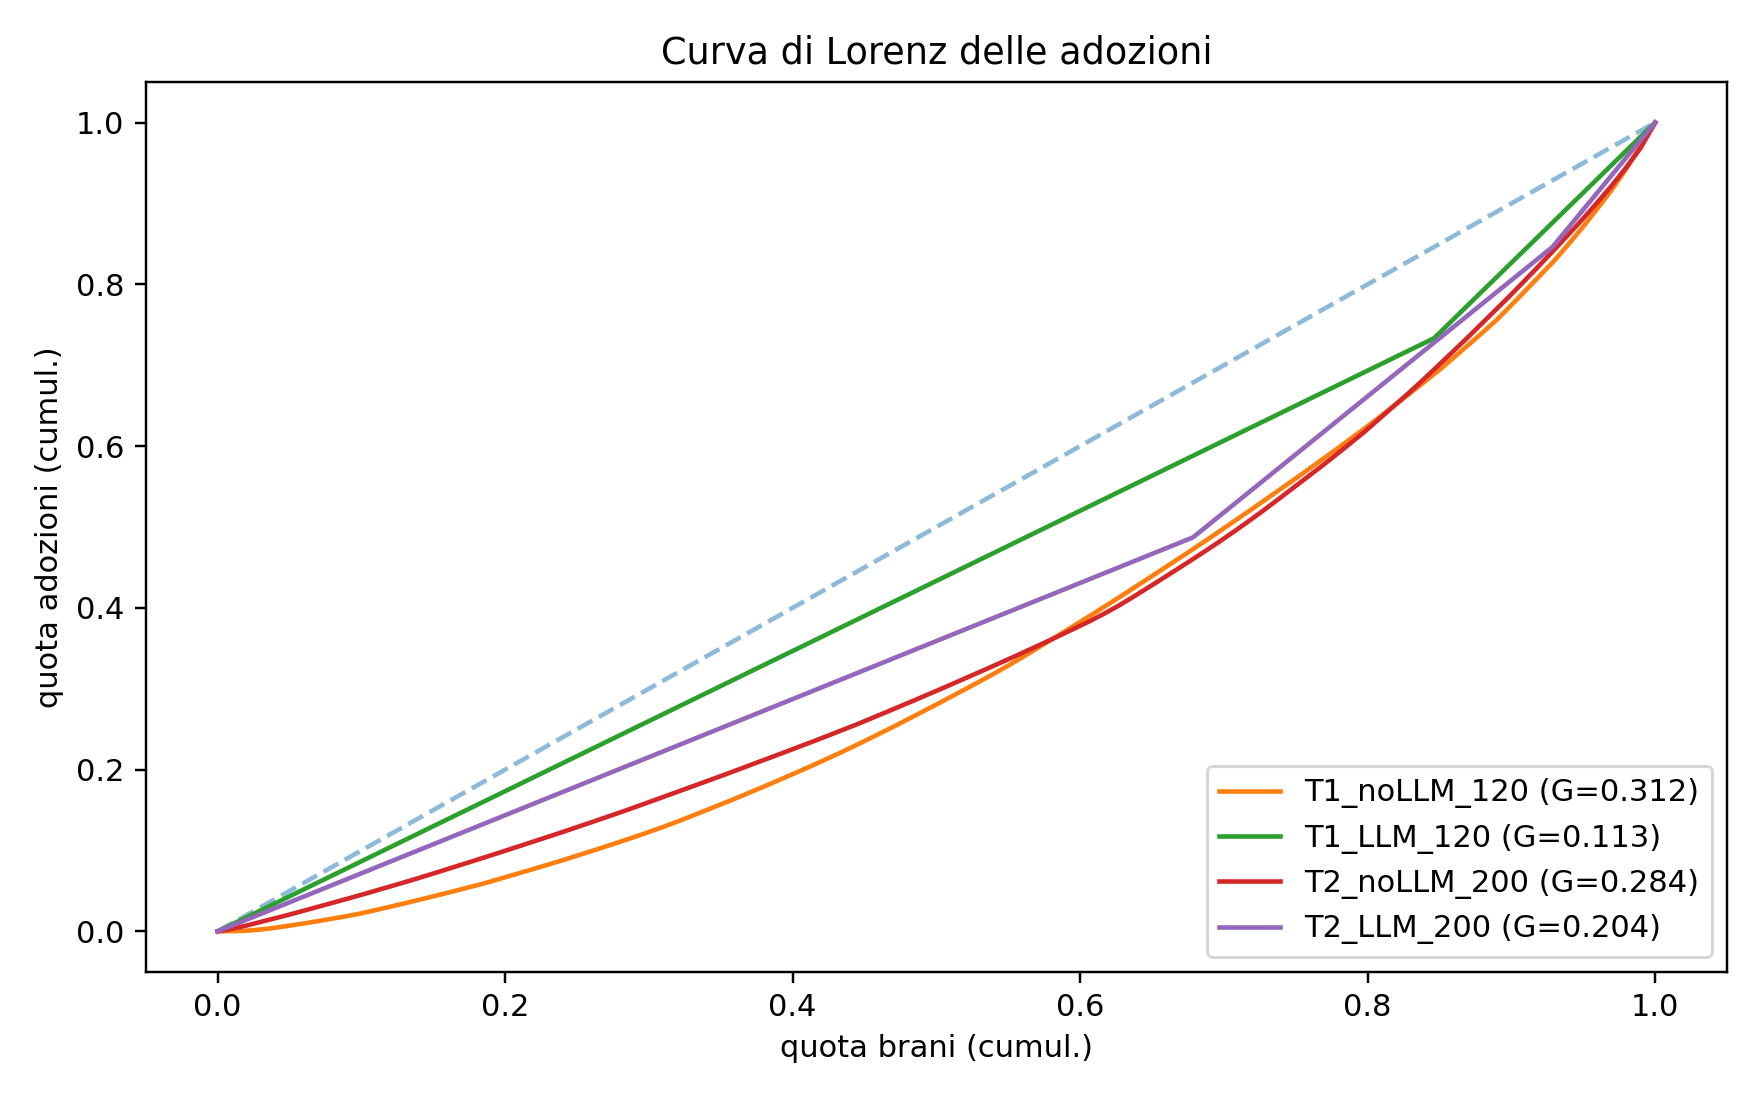 Curva di Lorenz delle adozioni
quota adozioni (cumul.)
1.0
0.8
0.6
0.4
0.2
0.0
0.0 0.2 0.4 0.6 0.8 1.0
quota brani (cumul.)
T1_noLLM_120 (G=0.312)
T1_LLM_120 (G=0.113)
T2_noLLM_200 (G=0.284)
T2_LLM_200 (G=0.204)